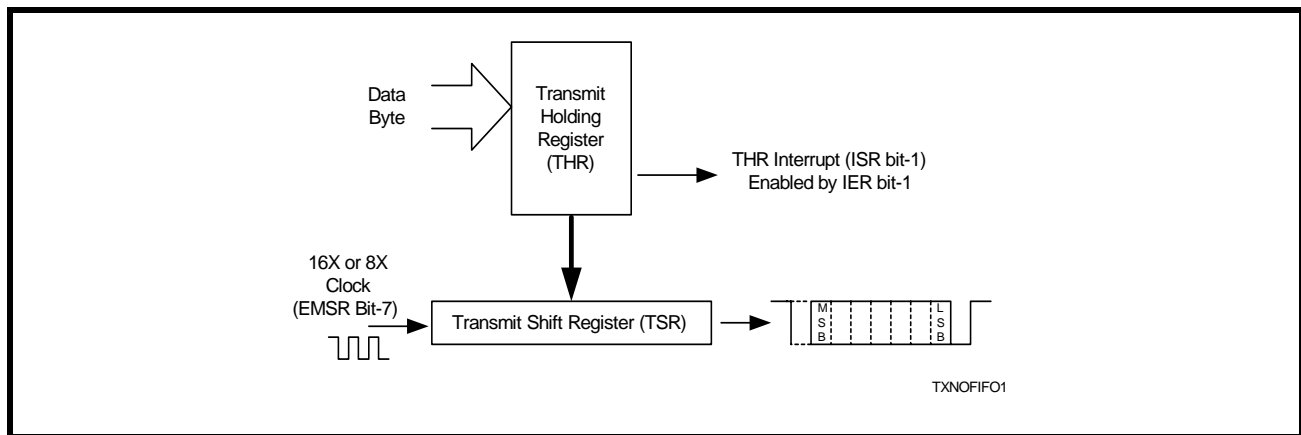 Data
Byte
Transmit
Holding
Register
(THR)
THR Interrupt (ISR bit-1)
Enabled by IER bit-1
16X or 8X
Clock
(EMSR Bit-7)
Transmit Shift Register (TSR)
M
S
B
L
S
B
TXNOFIFO1